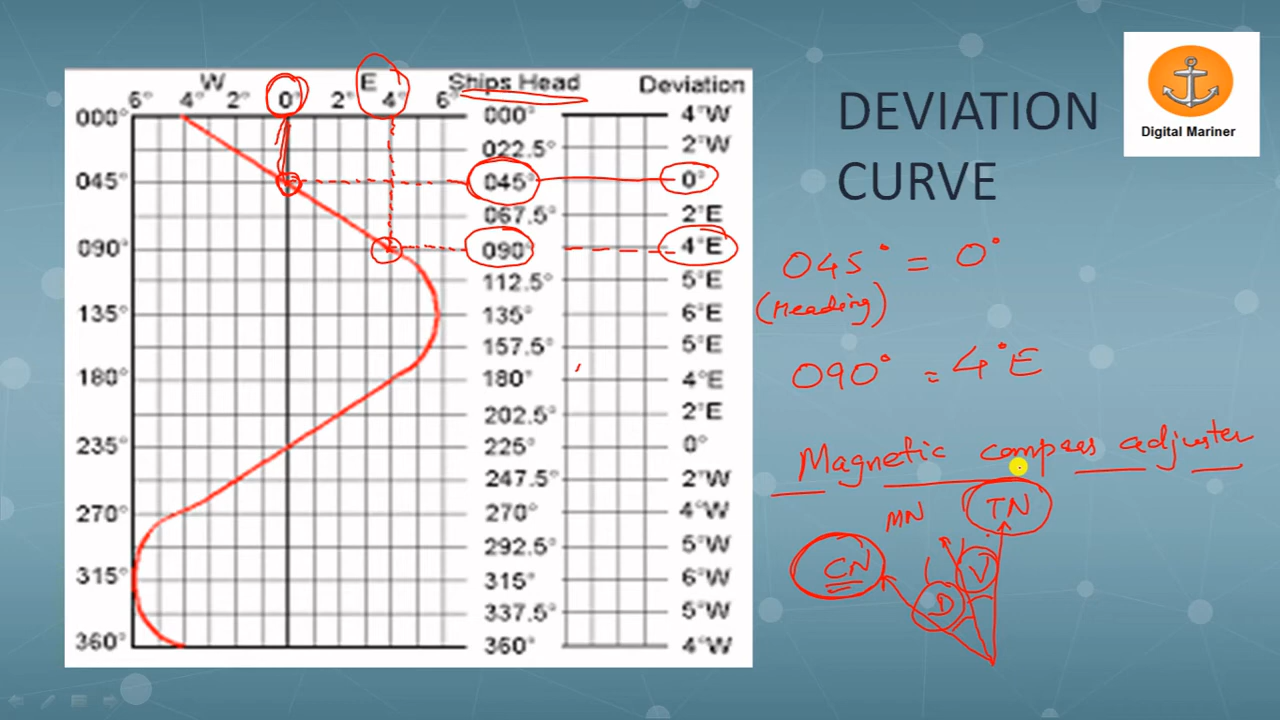 W E Ships Head Deviation
6° 4° 2° 0° 2° 4° 6°
000° 000° 4°W
022.5° 2°W
045° 045° 0°
067.5° 2°E
090° 090° 4°E
112.5° 5°E
135° 135° 6°E
157.5° 5°E
180° 180° 4°E
202.5° 2°E
235° 225° 0°
247.5° 2°W
270° 270° 4°W
292.5° 5°W
315° 315° 6°W
337.5° 5°W
360° 360° 4°W
Digital Mariner
DEVIATION
CURVE
045° = 0°
(Heading)
090° = 4°E
Magnetic compass adjuster
MN TN
CN V
D